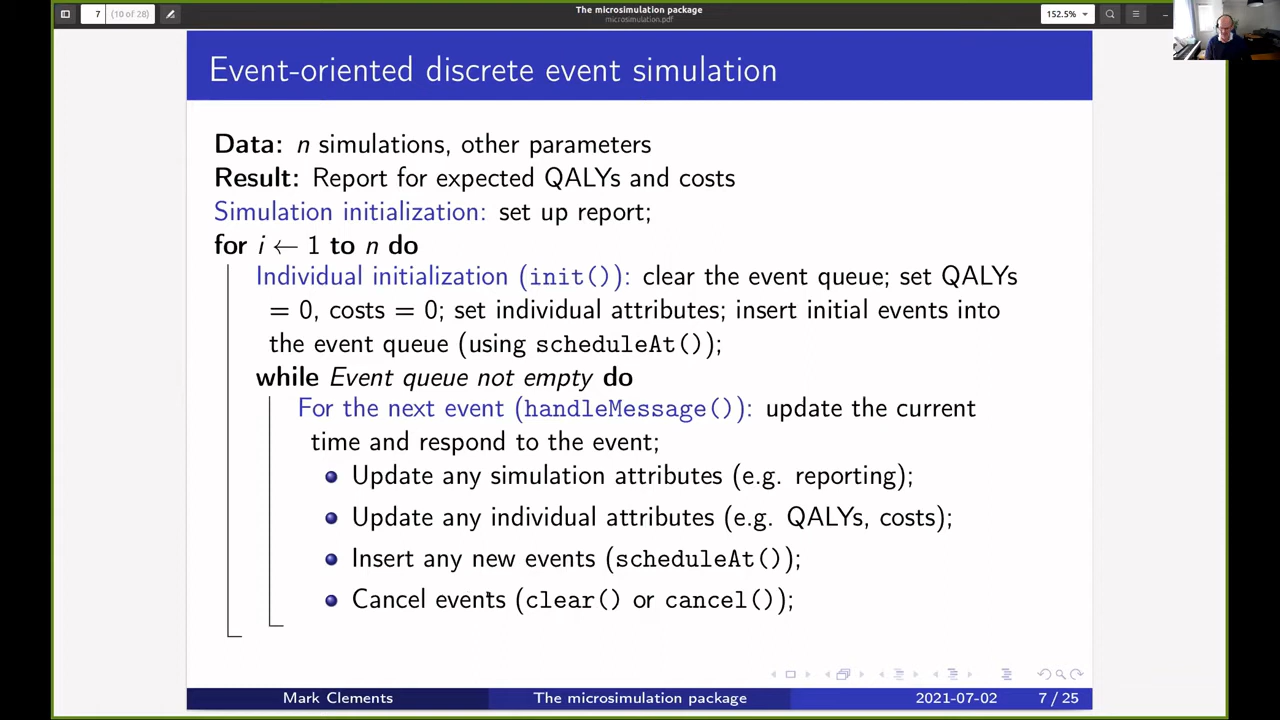 The microsimulation package
microsimulation.pdf
7 (10 of 28)
152.5%
Event-oriented discrete event simulation
Data: n simulations, other parameters
Result: Report for expected QALYs and costs
Simulation initialization: set up report;
for i ← 1 to n do
Individual initialization (init()): clear the event queue; set QALYs
= 0, costs = 0; set individual attributes; insert initial events into
the event queue (using scheduleAt());
while Event queue not empty do
For the next event (handleMessage()): update the current
time and respond to the event;
Update any simulation attributes (e.g. reporting);
Update any individual attributes (e.g. QALYs, costs);
Insert any new events (scheduleAt());
Cancel events (clear() or cancel());
Mark Clements The microsimulation package 2021-07-02 7 / 25